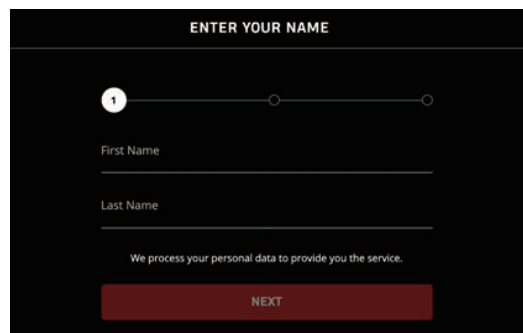 ENTER YOUR NAME
1
First Name
Last Name
We process your personal data to provide you the service.
NEXT